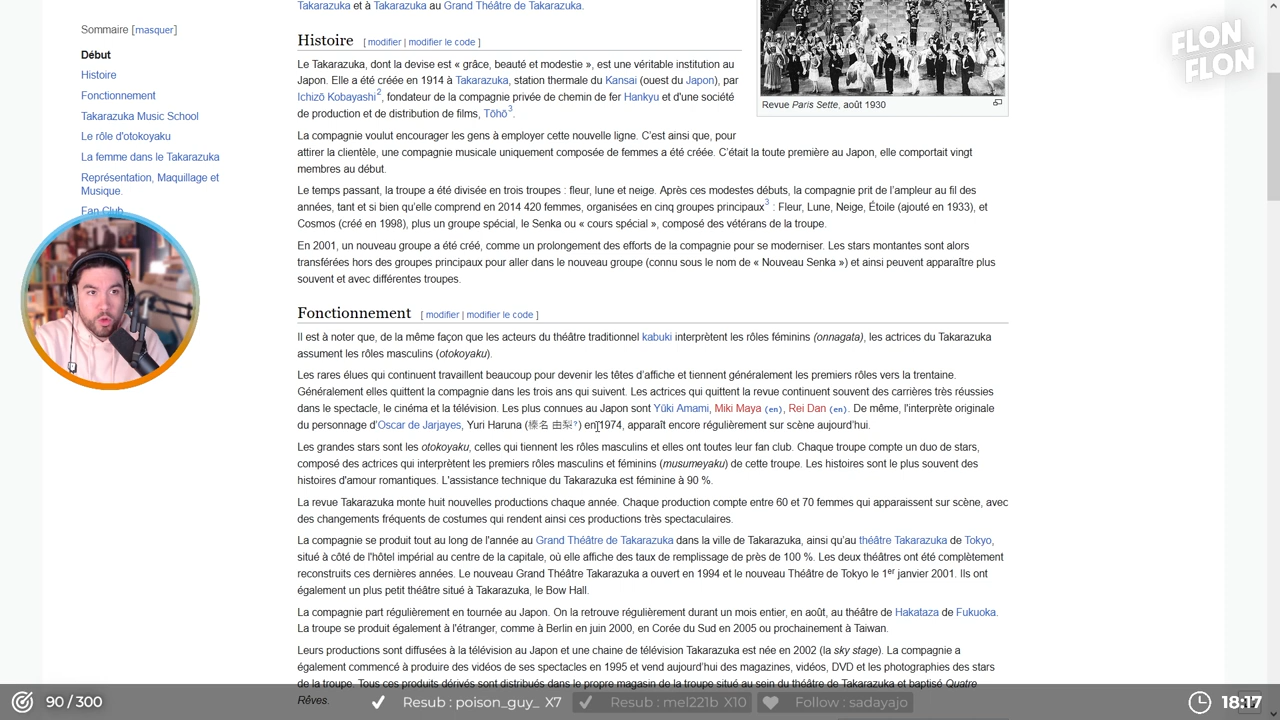 Takarazuka et à Takarazuka au Grand Théâtre de Takarazuka.
FLON
FLON
Sommaire [masquer]
Début
Histoire
Fonctionnement
Takarazuka Music School
Le rôle d'otokoyaku
La femme dans le Takarazuka
Représentation, Maquillage et
Musique.
Fan Club
Histoire [ modifier | modifier le code ]
Le Takarazuka, dont la devise est « grâce, beauté et modestie », est une véritable institution au
Japon. Elle a été créée en 1914 à Takarazuka, station thermale du Kansai (ouest du Japon), par
Ichizō Kobayashi2, fondateur de la compagnie privée de chemin de fer Hankyu et d'une société
de production et de distribution de films, Tōhō3.
Revue Paris Sette, août 1930
La compagnie voulut encourager les gens à employer cette nouvelle ligne. C’est ainsi que, pour
attirer la clientèle, une compagnie musicale uniquement composée de femmes a été créée. C’était la toute première au Japon, elle comportait vingt
membres au début.
Le temps passant, la troupe a été divisée en trois troupes : fleur, lune et neige. Après ces modestes débuts, la compagnie prit de l’ampleur au fil des
années, tant et si bien qu’elle comprend en 2014 420 femmes, organisées en cinq groupes principaux3 : Fleur, Lune, Neige, Étoile (ajouté en 1933), et
Cosmos (créé en 1998), plus un groupe spécial, le Senka ou « cours spécial », composé des vétérans de la troupe.
En 2001, un nouveau groupe a été créé, comme un prolongement des efforts de la compagnie pour se moderniser. Les stars montantes sont alors
transférées hors des groupes principaux pour aller dans le nouveau groupe (connu sous le nom de « Nouveau Senka ») et ainsi peuvent apparaître plus
souvent et avec différentes troupes.
Fonctionnement [ modifier | modifier le code ]
Il est à noter que, de la même façon que les acteurs du théâtre traditionnel kabuki interprètent les rôles féminins (onnagata), les actrices du Takarazuka
assument les rôles masculins (otokoyaku).
Les rares élues qui continuent travaillent beaucoup pour devenir les têtes d’affiche et tiennent généralement les premiers rôles vers la trentaine.
Généralement elles quittent la compagnie dans les trois ans qui suivent. Les actrices qui quittent la revue continuent souvent des carrières très réussies
dans le spectacle, le cinéma et la télévision. Les plus connues au Japon sont Yūki Amami, Miki Maya (en), Rei Dan (en). De même, l'interprète originale
du personnage d’Oscar de Jarjayes, Yuri Haruna (榛名 由梨?) en 1974, apparaît encore régulièrement sur scène aujourd’hui.
Les grandes stars sont les otokoyaku, celles qui tiennent les rôles masculins et elles ont toutes leur fan club. Chaque troupe compte un duo de stars,
composé des actrices qui interprètent les premiers rôles masculins et féminins (musumeyaku) de cette troupe. Les histoires sont le plus souvent des
histoires d'amour romantiques. L'assistance technique du Takarazuka est féminine à 90 %.
La revue Takarazuka monte huit nouvelles productions chaque année. Chaque production compte entre 60 et 70 femmes qui apparaissent sur scène, avec
des changements fréquents de costumes qui rendent ainsi ces productions très spectaculaires.
La compagnie se produit tout au long de l'année au Grand Théâtre de Takarazuka dans la ville de Takarazuka, ainsi qu’au théâtre Takarazuka de Tokyo,
situé à côté de l'hôtel impérial au centre de la capitale, où elle affiche des taux de remplissage de près de 100 %. Les deux théâtres ont été complètement
reconstruits ces dernières années. Le nouveau Grand Théâtre Takarazuka a ouvert en 1994 et le nouveau Théâtre de Tokyo le 1er janvier 2001. Ils ont
également un plus petit théâtre situé à Takarazuka, le Bow Hall.
La compagnie part régulièrement en tournée au Japon. On la retrouve régulièrement durant un mois entier, en août, au théâtre de Hakataza de Fukuoka.
La troupe se produit également à l'étranger, comme à Berlin en juin 2000, en Corée du Sud en 2005 ou prochainement à Taiwan.
Leurs productions sont diffusées à la télévision au Japon et une chaine de télévision Takarazuka est née en 2002 (la sky stage). La compagnie a
également commencé à produire des vidéos de ses spectacles en 1995 et vend aujourd’hui des magazines, vidéos, DVD et les photographies des stars
de la troupe. Tous ces produits dérivés sont distribués dans le propre magasin de la troupe situé au sein du théâtre de Takarazuka et baptisé Quatre
Rêves.
90 / 300
Resub : poison_guy_ X7
Resub : mel221b X10
Follow : sadayajo
18:17